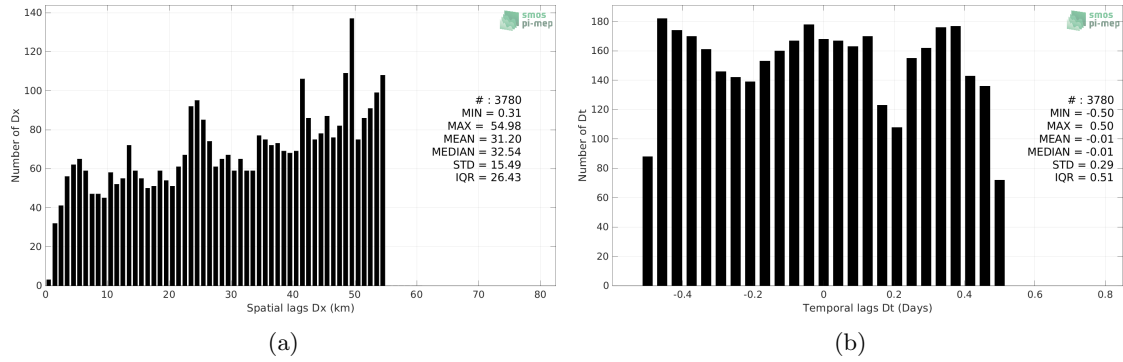 smos
pi-mep
140
120
100
80
60
40
20
0
Number of Dx
# : 3780
MIN = 0.31
MAX = 54.98
MEAN = 31.20
MEDIAN = 32.54
STD = 15.49
IQR = 26.43
0 10 20 30 40 50 60 70 80
Spatial lags Dx (km)
(a)
smos
pi-mep
180
160
140
120
100
80
60
40
20
0
Number of Dt
# : 3780
MIN = -0.50
MAX = 0.50
MEAN = -0.01
MEDIAN = -0.01
STD = 0.29
IQR = 0.51
-0.4 -0.2 0 0.2 0.4 0.6 0.8
Temporal lags Dt (Days)
(b)